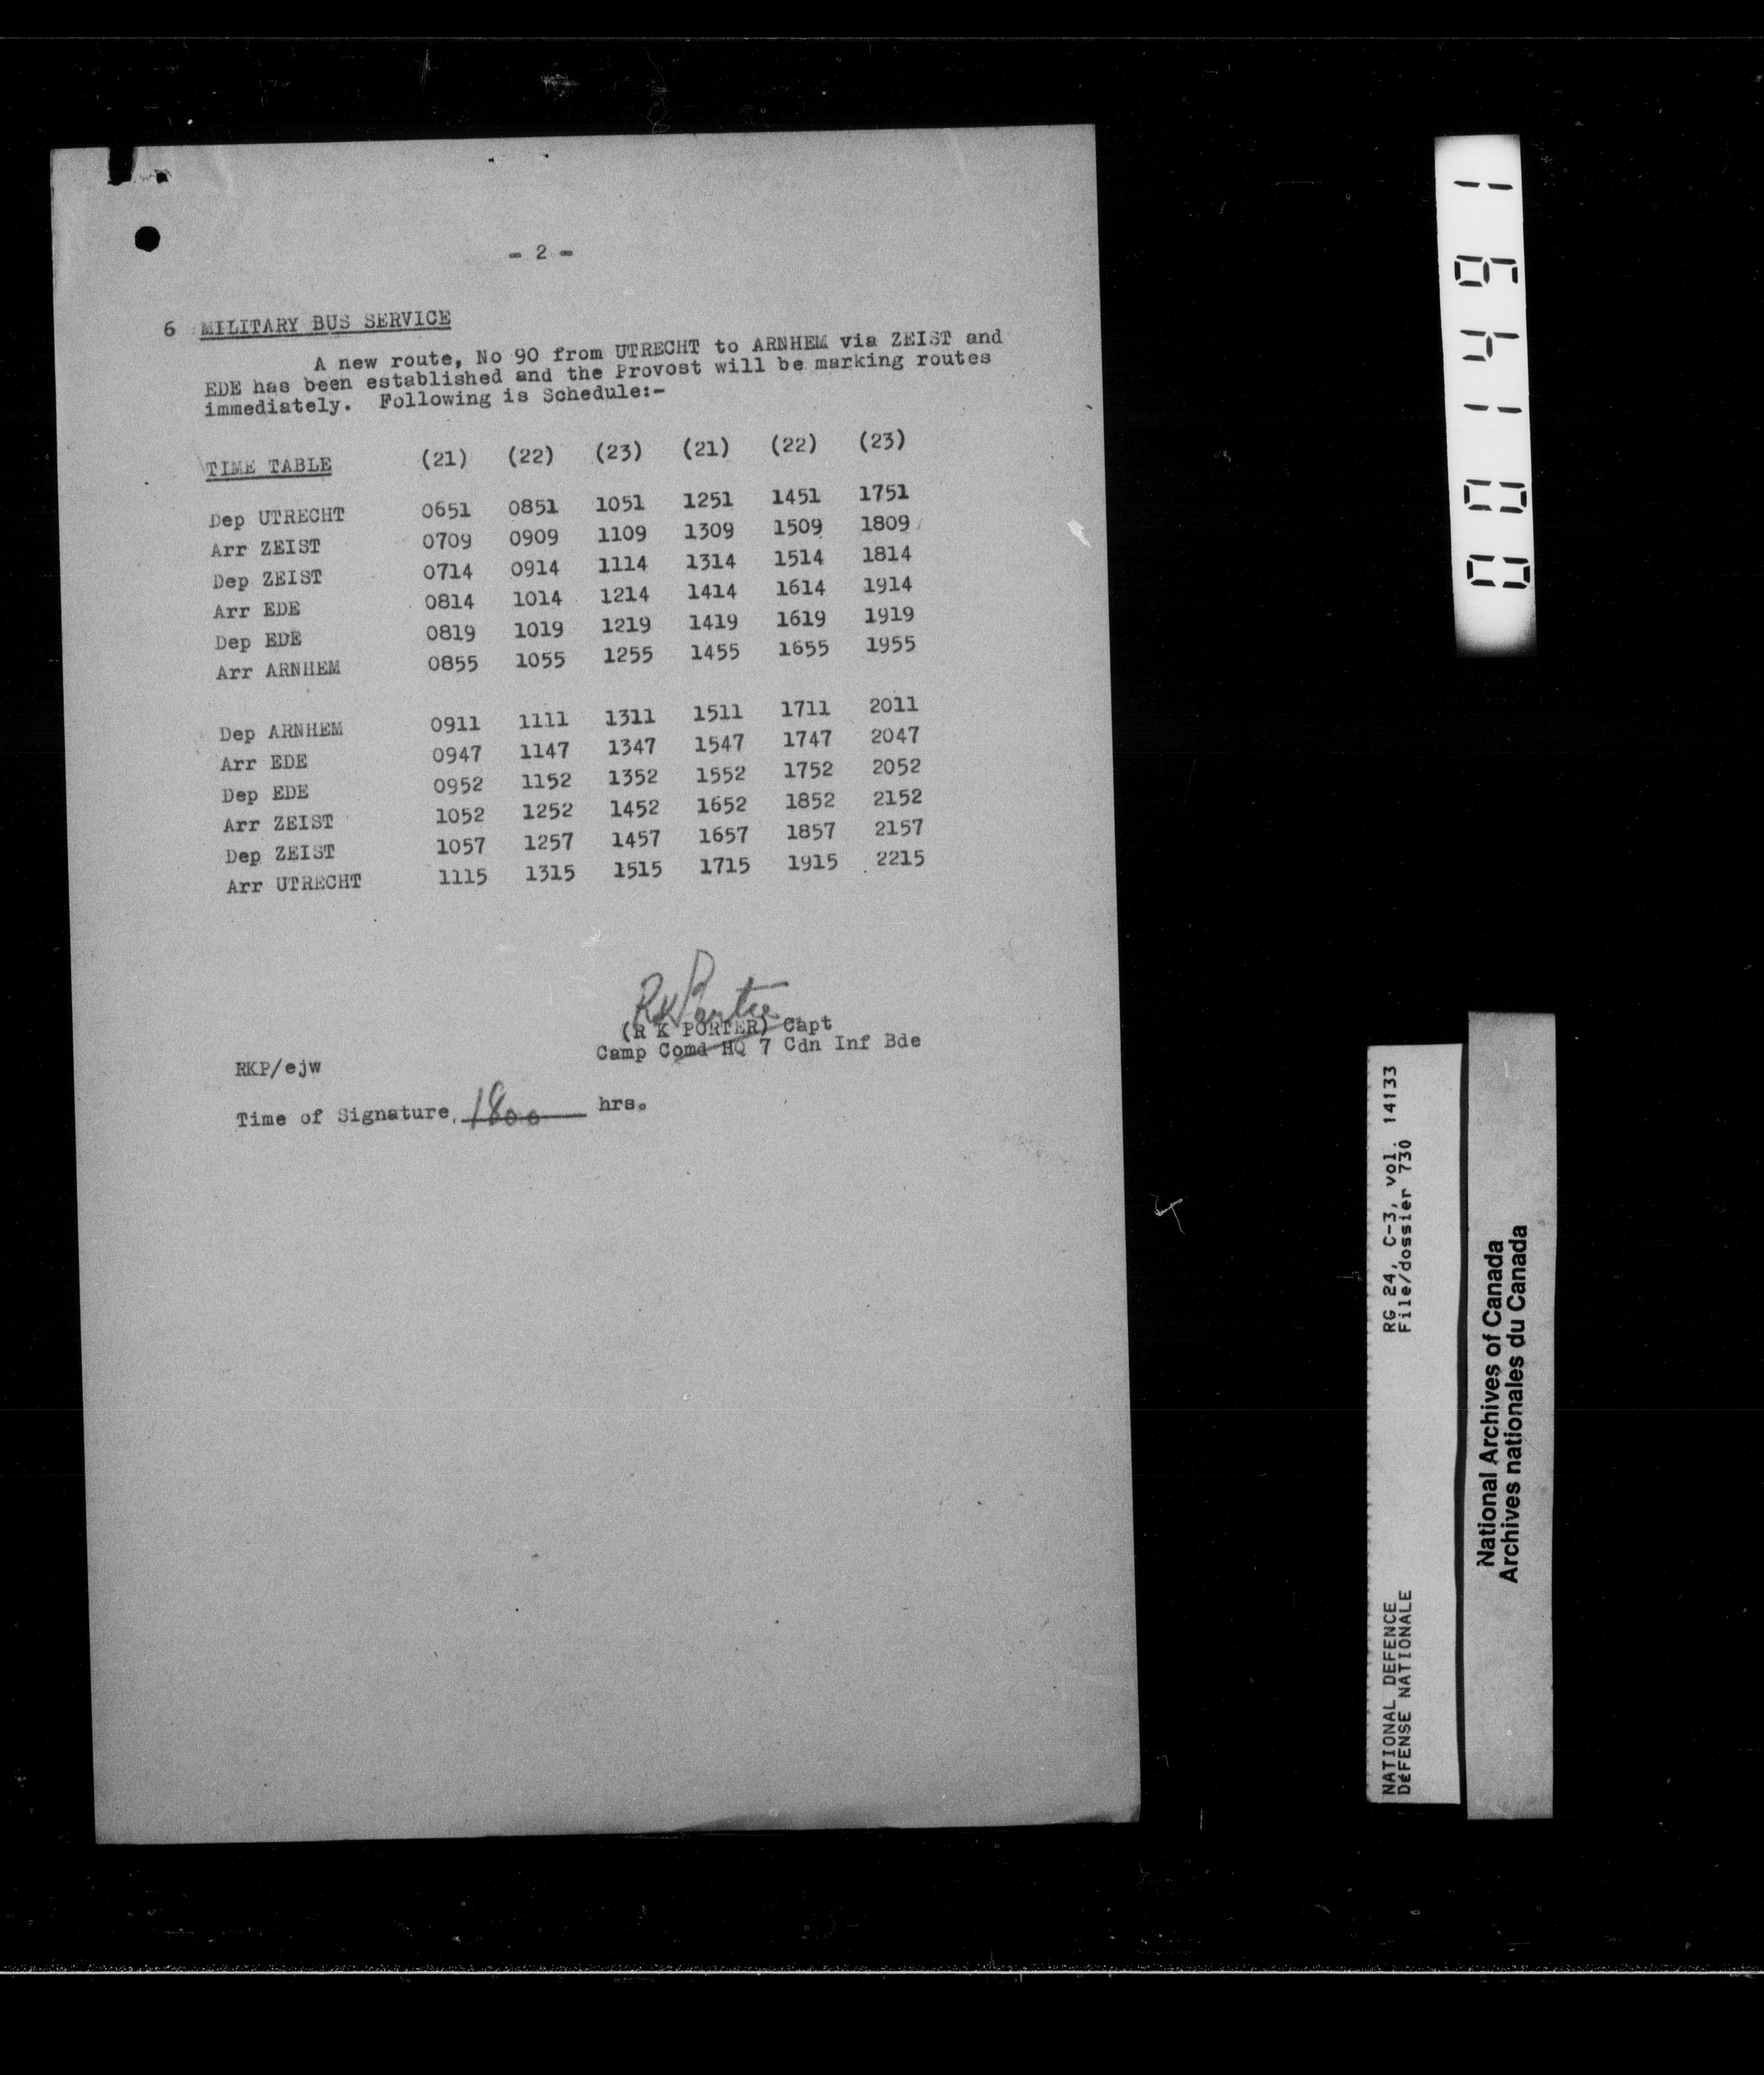 - 2 -
6 MILITARY BUS SERVICE
A new route, No 90 from UTRECHT to ARNHEM via ZEIST and
EDE has been established and the Provost will be marking routes
immediately. Following is Schedule:-
TIME TABLE (21) (22) (23) (21) (22) (23)
Dep UTRECHT 0651 0851 1051 1251 1451 1751
Arr ZEIST 0709 0909 1109 1309 1509 1809
Dep ZEIST 0714 0914 1114 1314 1514 1814
Arr EDE 0814 1014 1214 1414 1614 1914
Dep EDE 0819 1019 1219 1419 1619 1919
Arr ARNHEM 0855 1055 1255 1455 1655 1955
Dep ARNHEM 0911 1111 1311 1511 1711 2011
Arr EDE 0947 1147 1347 1547 1747 2047
Dep EDE 0952 1152 1352 1552 1752 2052
Arr ZEIST 1052 1252 1452 1652 1852 2152
Dep ZEIST 1057 1257 1457 1657 1857 2157
Arr UTRECHT 1115 1315 1515 1715 1915 2215
RK Porter
(R K PORTER) Capt
Camp Comd HQ 7 Cdn Inf Bde
RKP/ejw
Time of Signature 1800 hrs.
001491
NATIONAL DEFENCE RG 24, C-3, vol. 14133
DéFENSE NATIONALE File/dossier 730
National Archives of Canada
Archives nationales du Canada